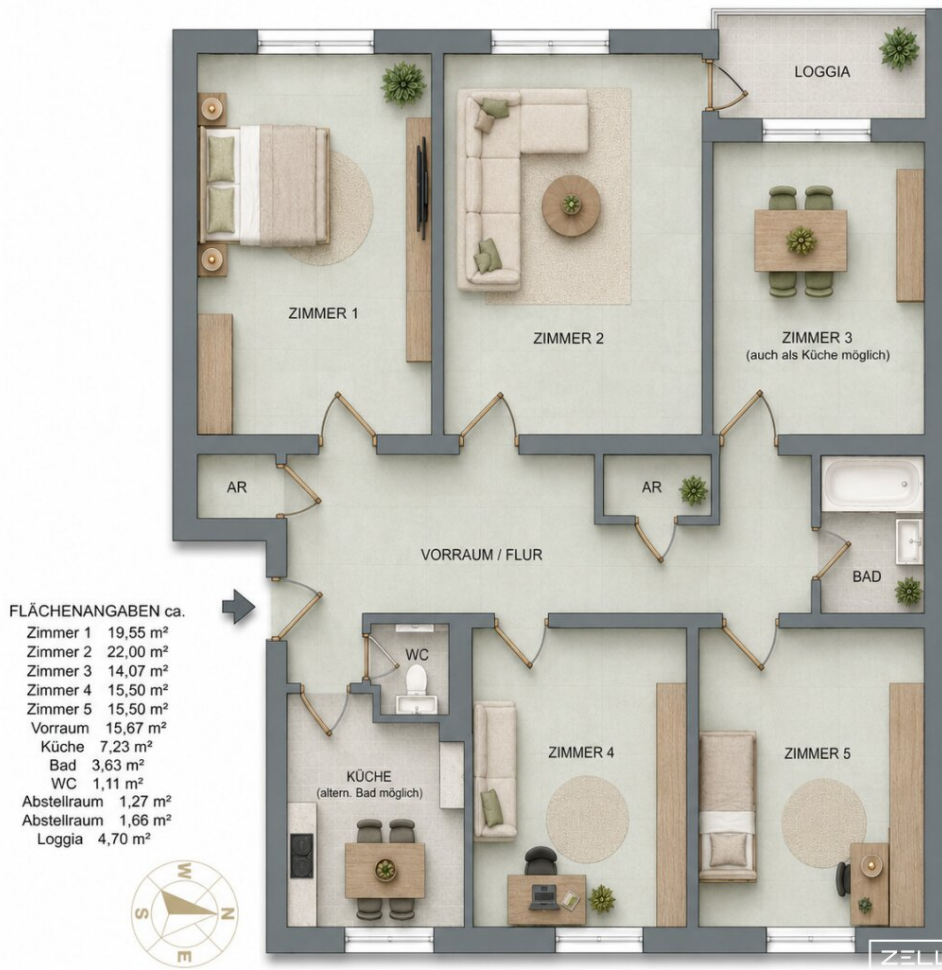 LOGGIA
ZIMMER 1
ZIMMER 2
ZIMMER 3
(auch als Küche möglich)
AR
AR
VORRAUM / FLUR
BAD
WC
FLÄCHENANGABEN ca.
Zimmer 1 19,55 m²
Zimmer 2 22,00 m²
Zimmer 3 14,07 m²
Zimmer 4 15,50 m²
Zimmer 5 15,50 m²
Vorraum 15,67 m²
Küche 7,23 m²
Bad 3,63 m²
WC 1,11 m²
Abstellraum 1,27 m²
Abstellraum 1,66 m²
Loggia 4,70 m²
KÜCHE
(altern. Bad möglich)
ZIMMER 4
ZIMMER 5
W
S
N
E